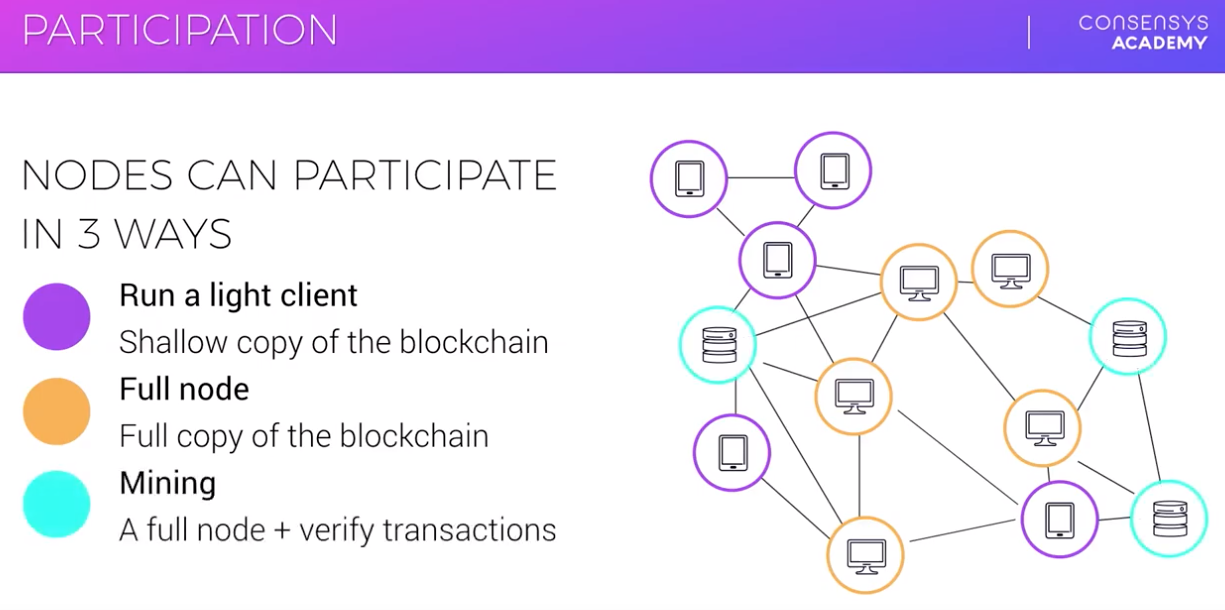 PARTICIPATION
CONSENSYS
ACADEMY
NODES CAN PARTICIPATE
IN 3 WAYS
Run a light client
Shallow copy of the blockchain
Full node
Full copy of the blockchain
Mining
A full node + verify transactions